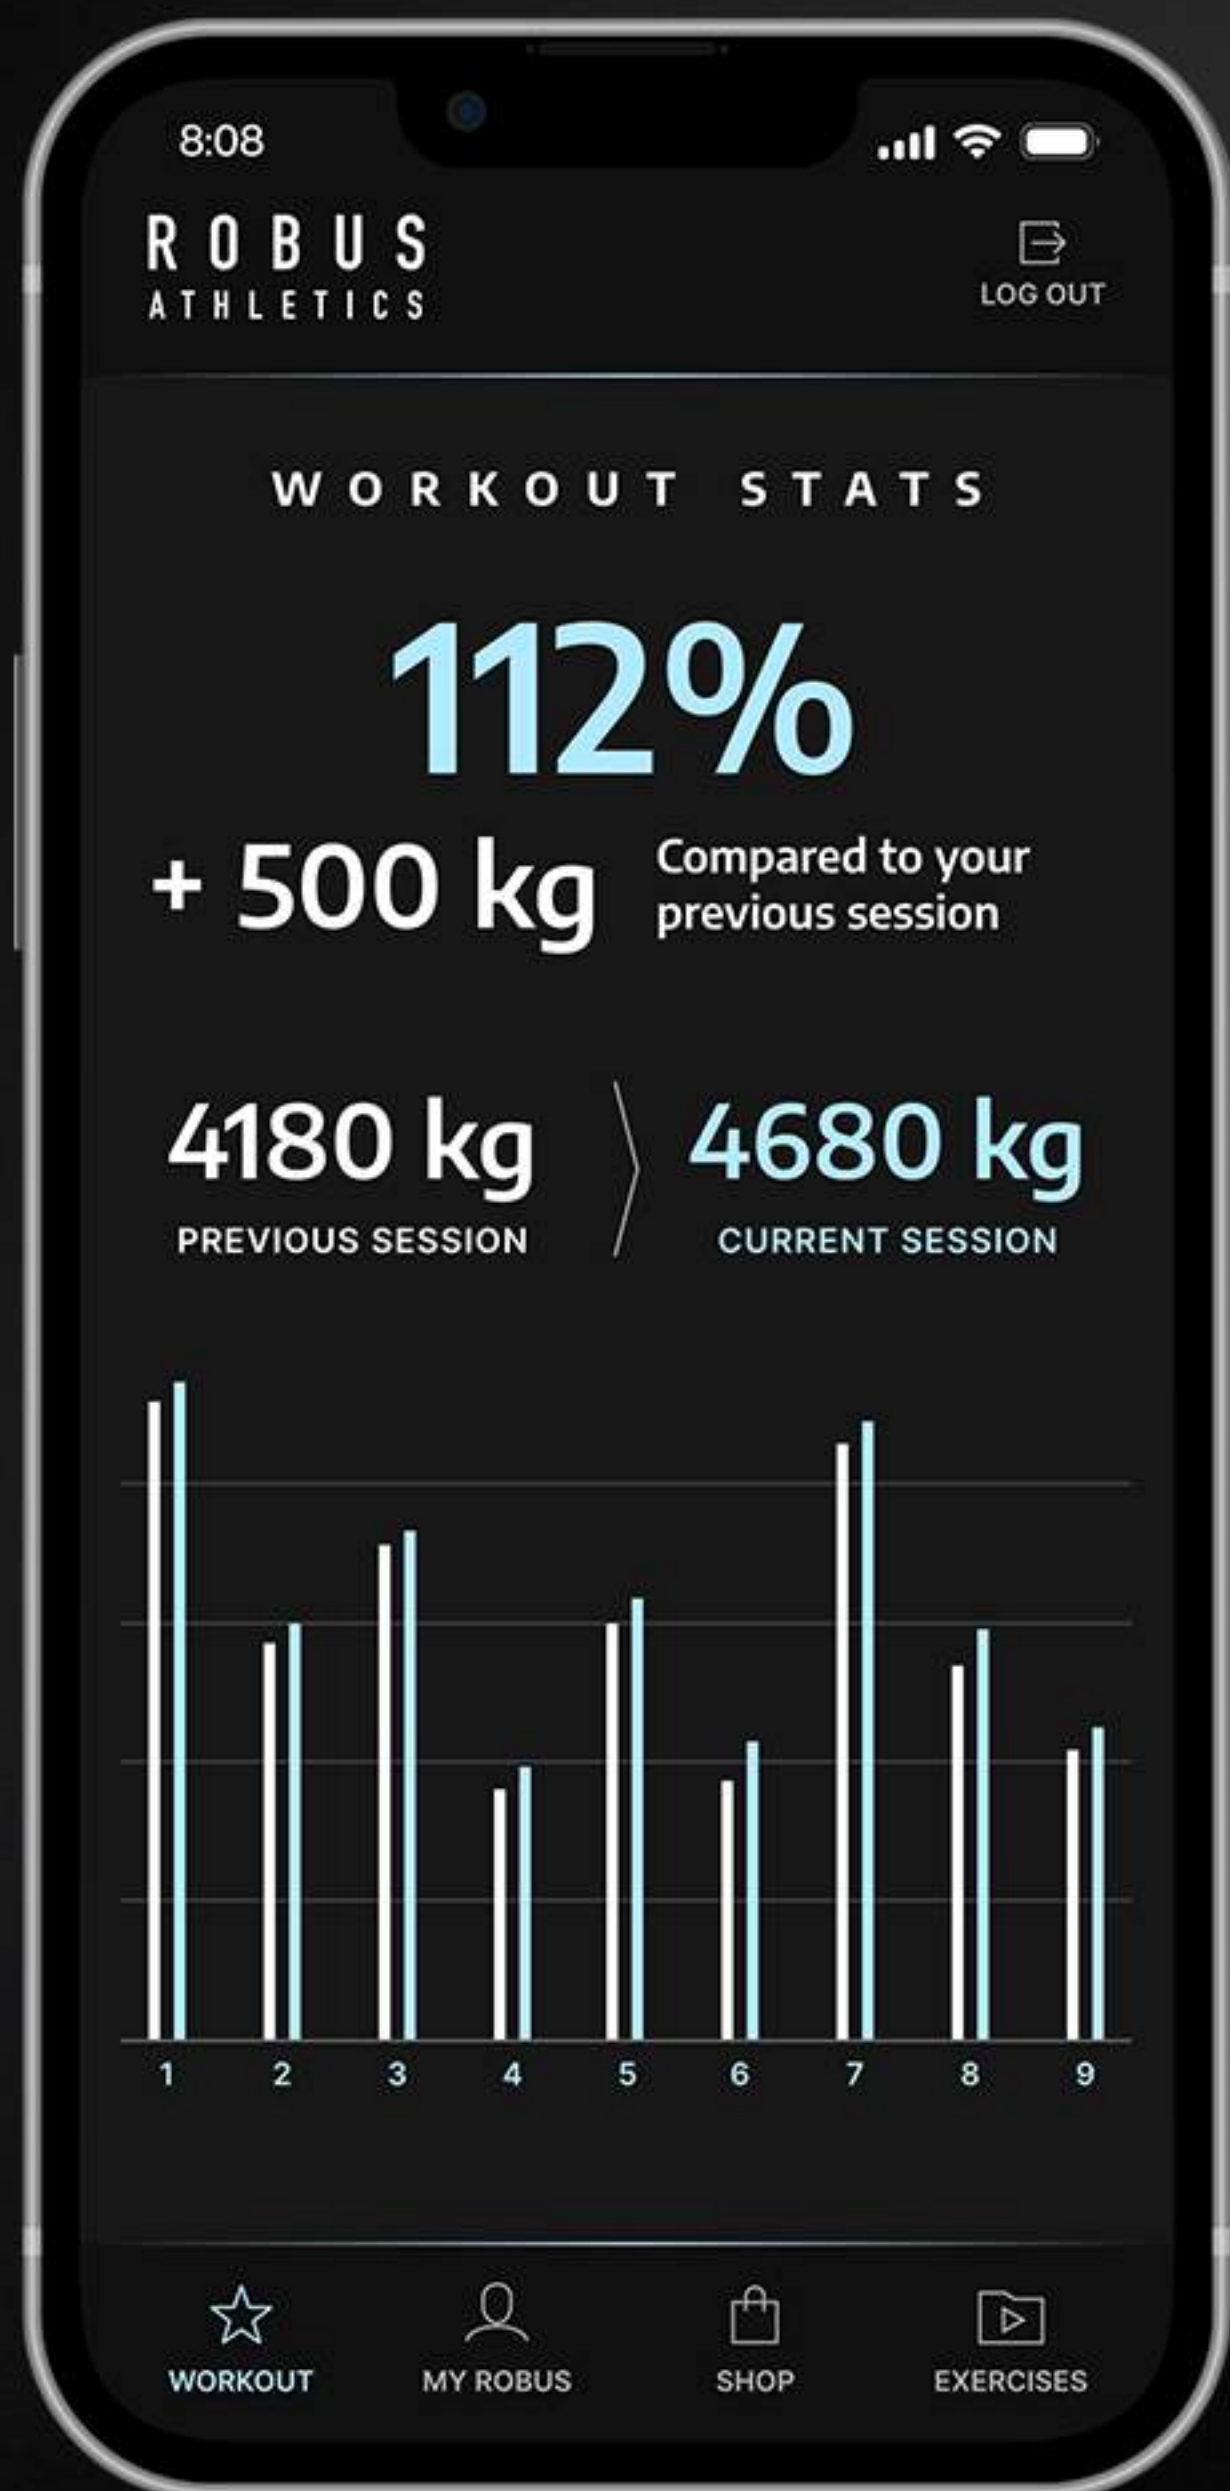 8:08
ROBUS
ATHLETICS
LOG OUT
WORKOUT STATS
112%
+ 500 kg
Compared to your
previous session
4180 kg
PREVIOUS SESSION
4680 kg
CURRENT SESSION
1 2 3 4 5 6 7 8 9
WORKOUT MY ROBUS SHOP EXERCISES